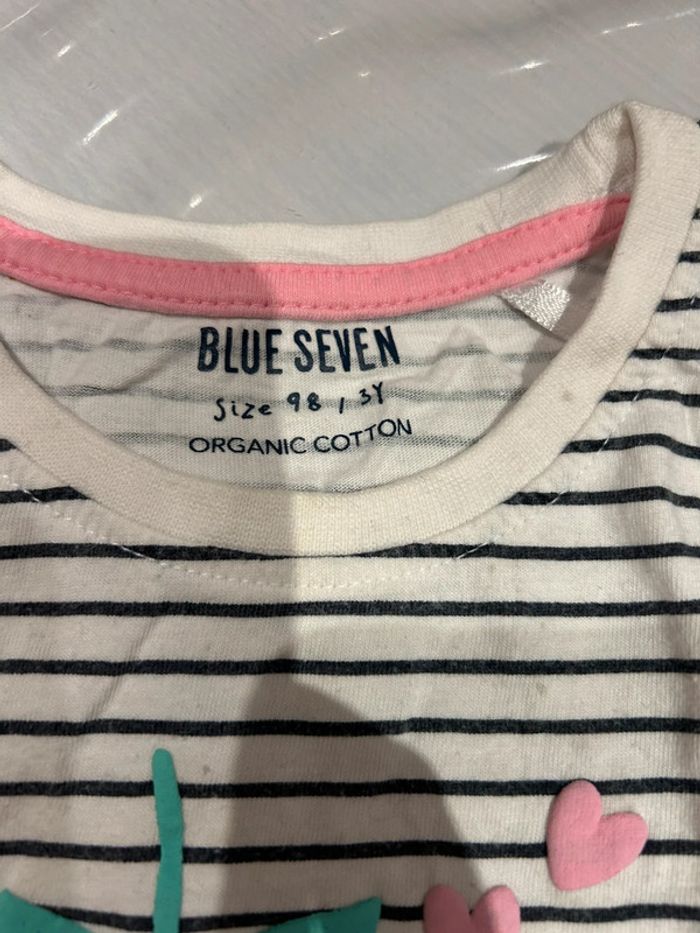 BLUE SEVEN
Size 98 / 3Y
ORGANIC COTTON